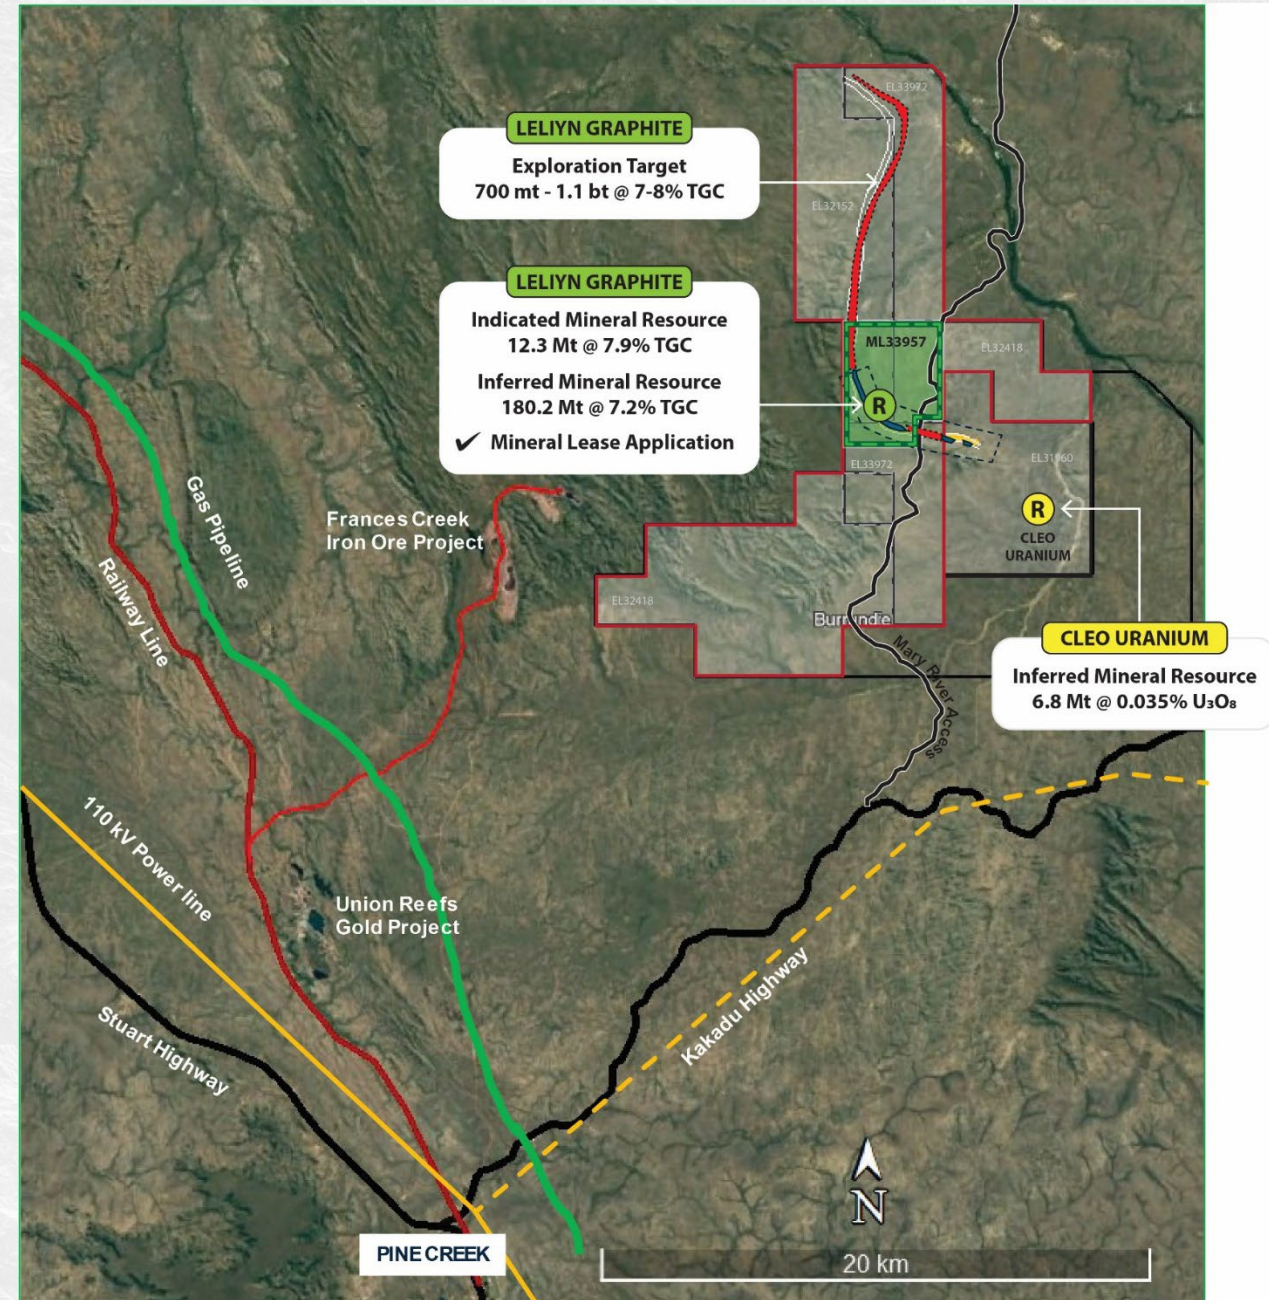 EL33972
LELIYN GRAPHITE
Exploration Target
700 mt - 1.1 bt @ 7-8% TGC
EL32152
LELIYN GRAPHITE
Indicated Mineral Resource
12.3 Mt @ 7.9% TGC
Inferred Mineral Resource
180.2 Mt @ 7.2% TGC
✔ Mineral Lease Application
ML33957
EL32418
R
EL33972
EL31960
R
CLEO
URANIUM
Gas Pipeline
Frances Creek
Iron Ore Project
Railway Line
EL32418
Burrundie
Mary River Access
CLEO URANIUM
Inferred Mineral Resource
6.8 Mt @ 0.035% U₃O₈
110 kV Power line
Union Reefs
Gold Project
Stuart Highway
Kakadu Highway
N
PINE CREEK
20 km